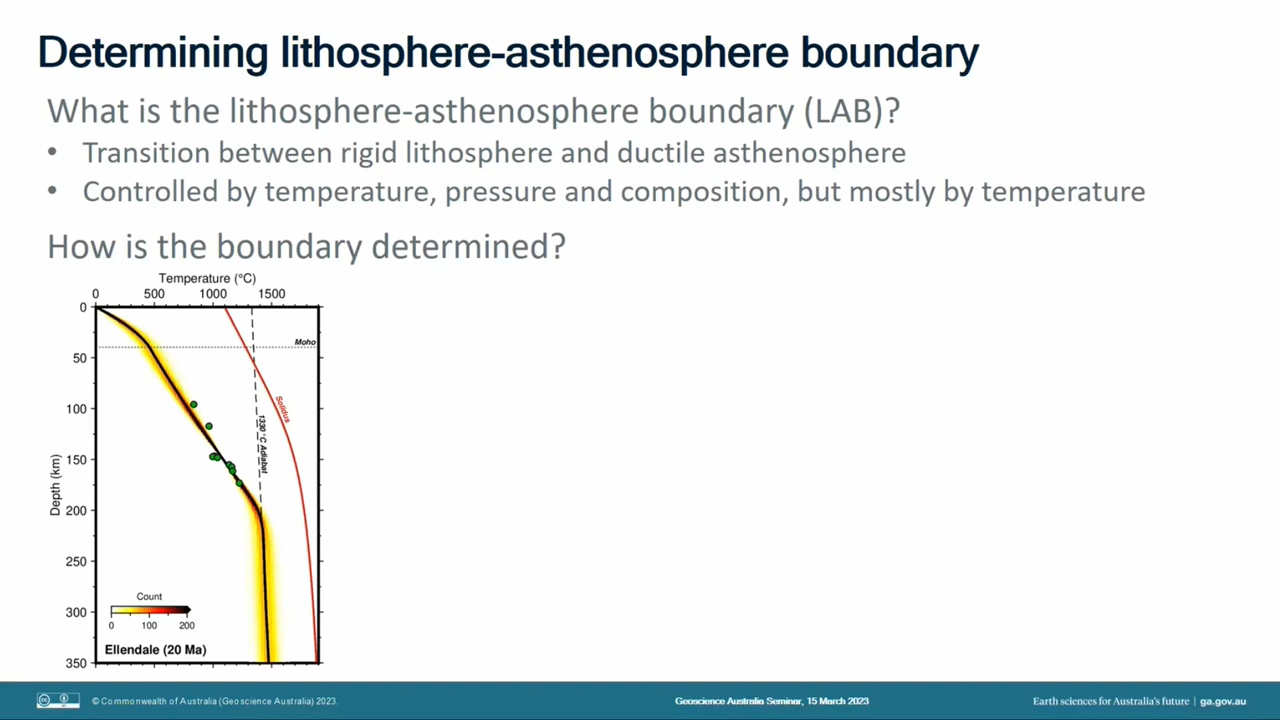 Determining lithosphere-asthenosphere boundary
What is the lithosphere-asthenosphere boundary (LAB)?
• Transition between rigid lithosphere and ductile asthenosphere
• Controlled by temperature, pressure and composition, but mostly by temperature
How is the boundary determined?
Temperature (°C)
0 500 1000 1500
0
Moho
50
100
Solidus
1330°C Adiabat
150
Depth (km)
200
250
300
350
Count
0 100 200
Ellendale (20 Ma)
© Commonwealth of Australia (Geoscience Australia) 2023.
Geoscience Australia Seminar, 15 March 2023
Earth sciences for Australia's future | ga.gov.au